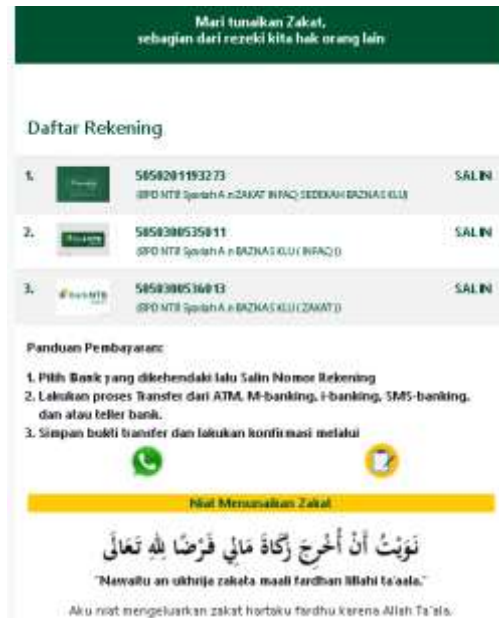 Mari tunaikan Zakat,
sebagian dari rezeki kita hak orang lain
Daftar Rekening
1. 5050201193273 SALIN
(BPD NTB Syariah A.n ZAKAT INFAQ SEDEKAH BAZNAS KLU)
2. 5050300535011 SALIN
(BPD NTB Syariah A.n BAZNAS KLU ( INFAQ ))
3. 5050300536013 SALIN
(BPD NTB Syariah A.n BAZNAS KLU ( ZAKAT ))
Panduan Pembayaran:
1. Pilih Bank yang dikehendaki lalu Salin Nomor Rekening
2. Lakukan proses Transfer dari ATM, M-banking, i-banking, SMS-banking,
dan atau teller bank.
3. Simpan bukti transfer dan lakukan konfirmasi melalui
Niat Menunaikan Zakat
نَوَيْتُ أَنْ أُخْرِجَ زَكَاةَ مَالِي فَرْضًا لِلهِ تَعَالَى
"Nawaitu an ukhrija zakata maali fardhan lillahi ta'aala."
Aku niat mengeluarkan zakat hartaku fardhu karena Allah Ta'ala.